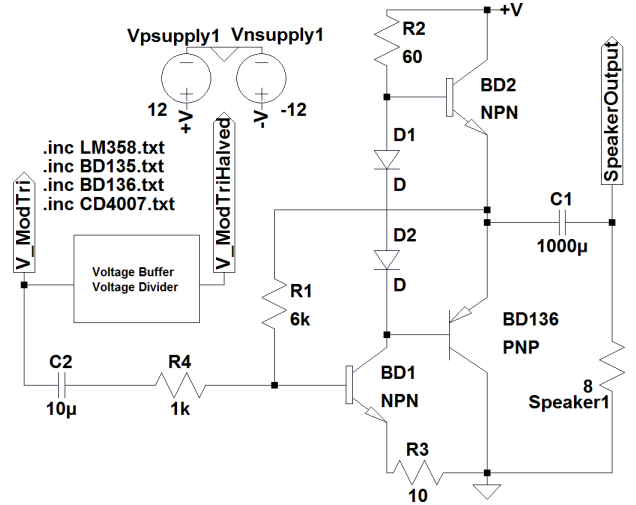 +V
R2
60
Vpsupply1 Vnsupply1
BD2
NPN
12
+V
-V
-12
.inc LM358.txt
.inc BD135.txt
.inc BD136.txt
.inc CD4007.txt
V_ModTri
V_ModTriHalved
SpeakerOutput
D1
D
C1
1000µ
D2
D
Voltage Buffer
Voltage Divider
R1
6k
BD136
PNP
C2
10µ
R4
1k
BD1
NPN
8
Speaker1
R3
10